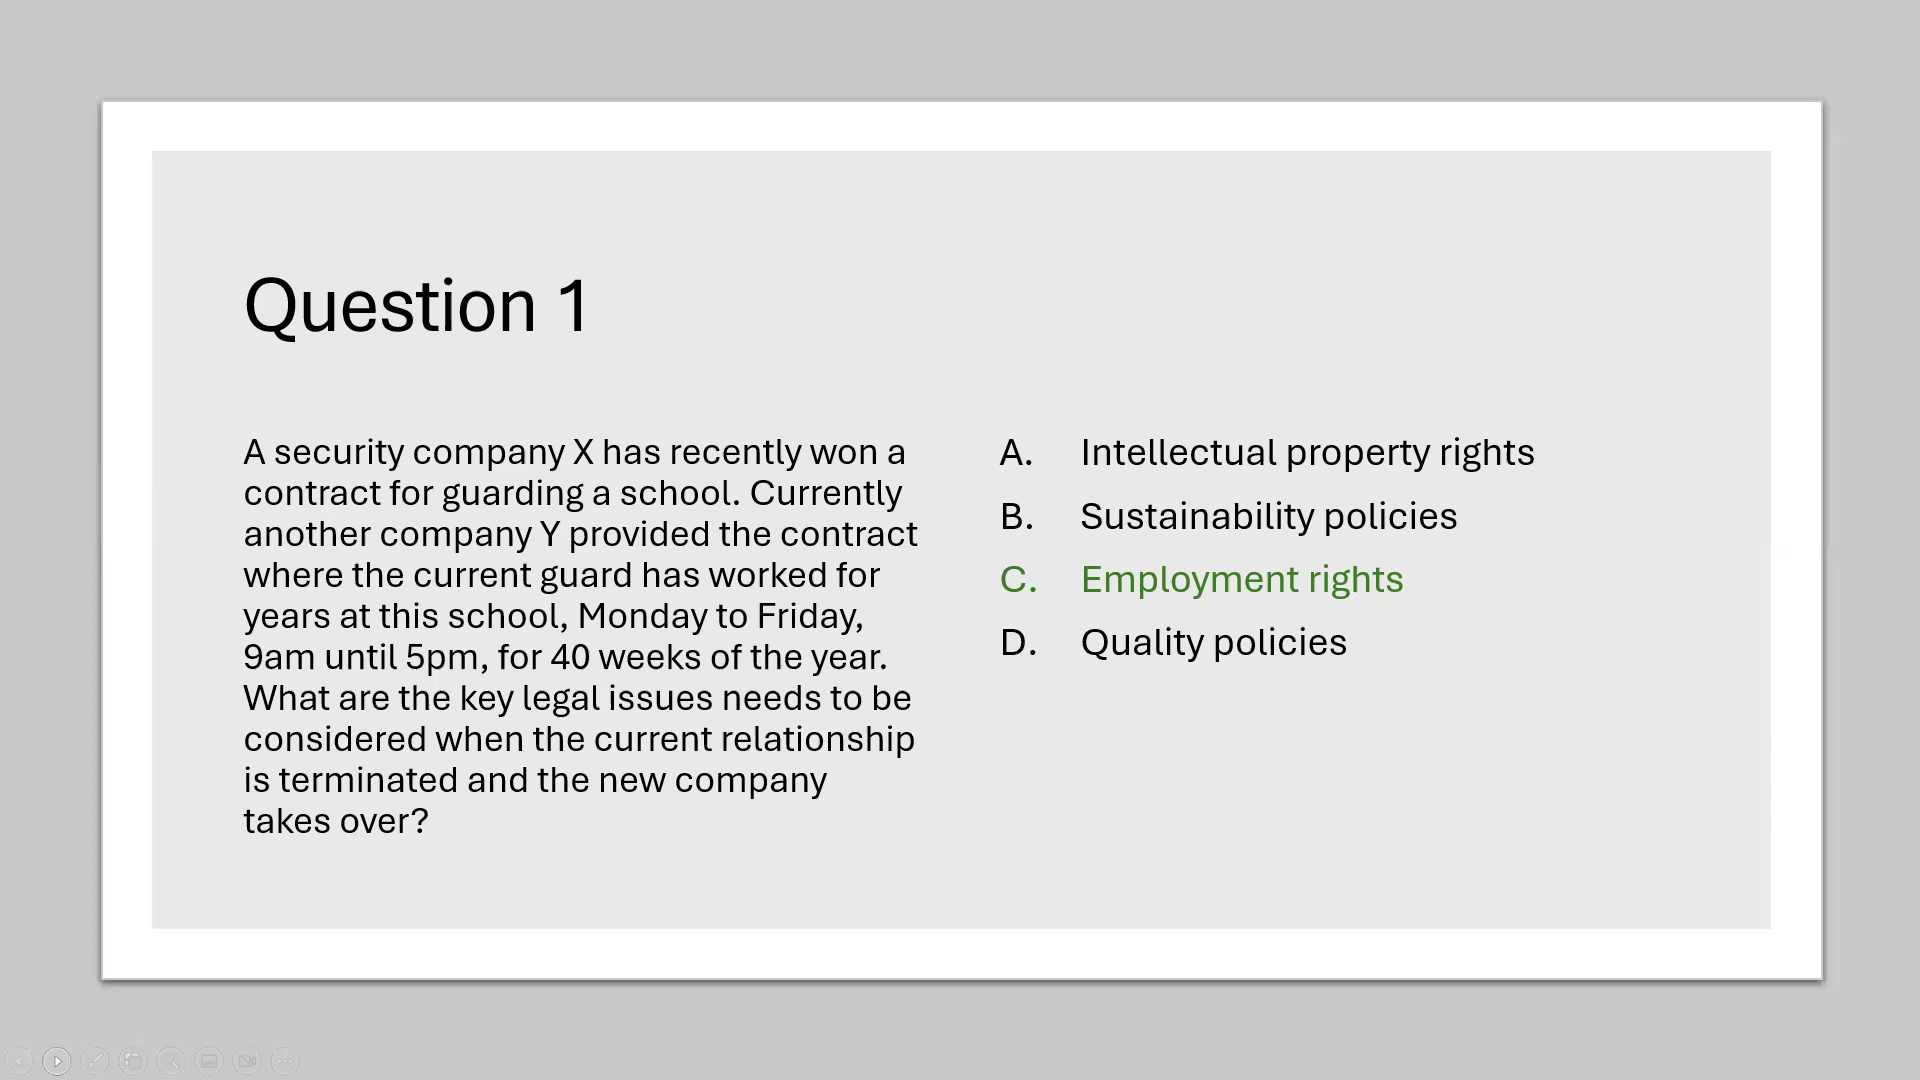 Question 1
A security company X has recently won a
contract for guarding a school. Currently
another company Y provided the contract
where the current guard has worked for
years at this school, Monday to Friday,
9am until 5pm, for 40 weeks of the year.
What are the key legal issues needs to be
considered when the current relationship
is terminated and the new company
takes over?
A. Intellectual property rights
B. Sustainability policies
C. Employment rights
D. Quality policies